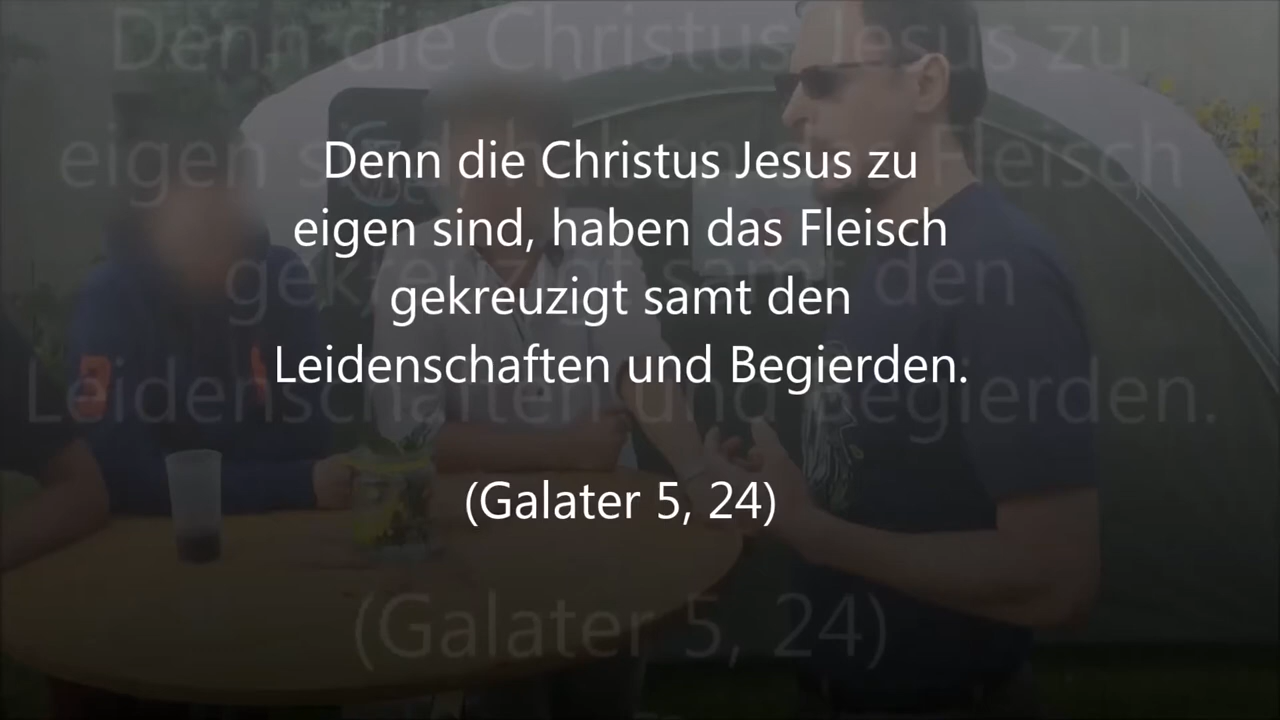 Denn die Christus Jesus zu
eigen sind, haben das Fleisch
gekreuzigt samt den
Leidenschaften und Begierden.
(Galater 5, 24)